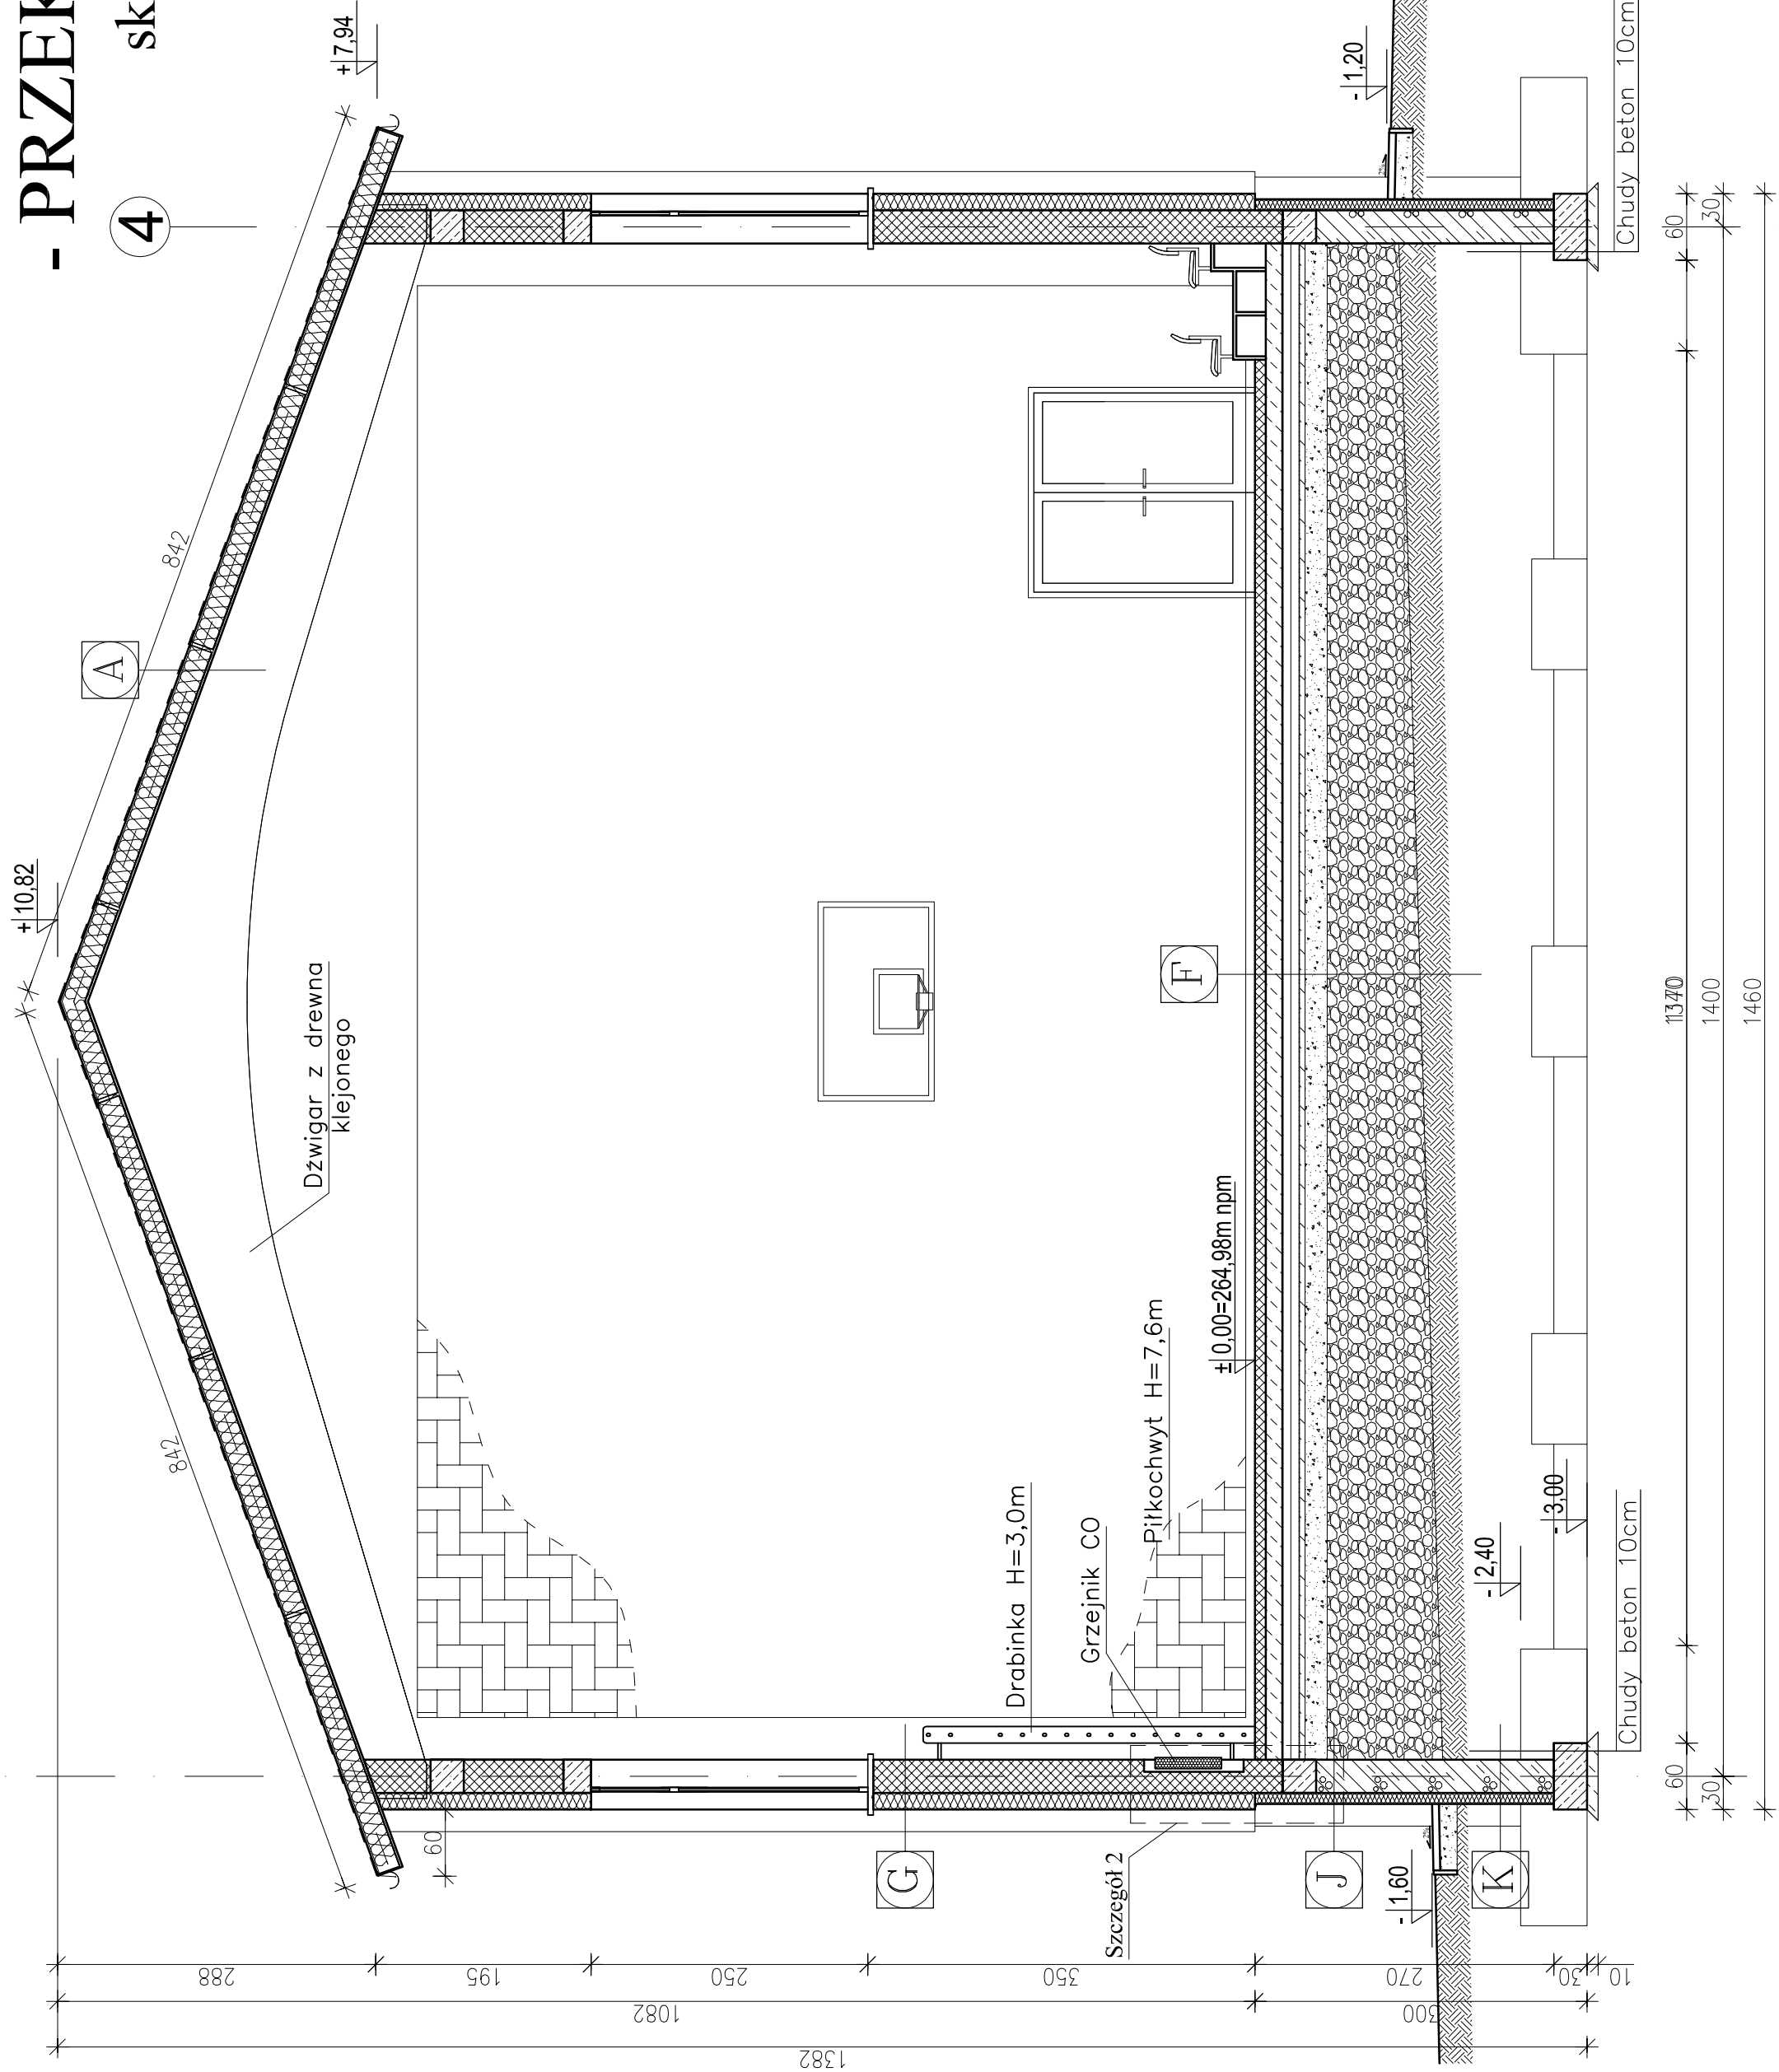 - PRZEK
sk
4
+7,94
+10,82
842
842
A
Dźwigar z drewna
klejonego
- 1,20
Chudy beton 10cm
F
± 0,00=264,98m npm
Piłkochwyt H=7,6m
Drabinka H=3,0m
Grzejnik CO
G
Szczegół 2
J
K
- 1,60
- 2,40
- 3,00
Chudy beton 10cm
60
288
195
250
350
270
30
10
1082
300
1382
60
60
30
1400
30
1460